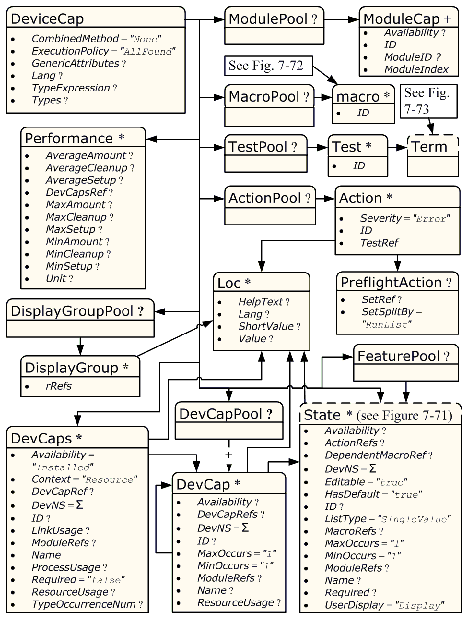 DeviceCap
• CombinedMethod = "None"
• ExecutionPolicy = "AllFound"
• GenericAttributes ?
• Lang ?
• TypeExpression ?
• Types ?
ModulePool ?
ModuleCap +
• Availability ?
• ID
• ModuleID ?
• ModuleIndex
See Fig. 7-72
See Fig. 7-73
MacroPool ?
macro *
• ID
Performance *
• AverageAmount ?
• AverageCleanup ?
• AverageSetup ?
• DevCapsRef ?
• MaxAmount ?
• MaxCleanup ?
• MaxSetup ?
• MinAmount ?
• MinCleanup ?
• MinSetup ?
• Unit ?
TestPool ?
Test *
• ID
Term
ActionPool ?
Action *
• Severity = "Error"
• ID
• TestRef
Loc *
• HelpText ?
• Lang ?
• ShortValue ?
• Value ?
PreflightAction ?
• SetRef ?
• SetSplitBy =
"RunList"
DisplayGroupPool ?
DisplayGroup *
• rRefs
FeaturePool ?
DevCapPool ?
+
DevCaps *
• Availability =
"Installed"
• Context = "Resource"
• DevCapRef ?
• DevNS = Σ
• ID ?
• LinkUsage ?
• ModuleRefs ?
• Name
• ProcessUsage ?
• Required = "false"
• ResourceUsage ?
• TypeOccurrenceNum ?
DevCap *
• Availability ?
• DevCapRefs ?
• DevNS = Σ
• ID ?
• MaxOccurs = "1"
• MinOccurs = "1"
• ModuleRefs ?
• Name ?
• ResourceUsage ?
State * (see Figure 7-71)
• Availability ?
• ActionRefs ?
• DependentMacroRef ?
• DevNS = Σ
• Editable = "true"
• HasDefault = "true"
• ID ?
• ListType = "SingleValue"
• MacroRefs ?
• MaxOccurs = "1"
• MinOccurs = "1"
• ModuleRefs ?
• Name ?
• Required ?
• UserDisplay = "Display"